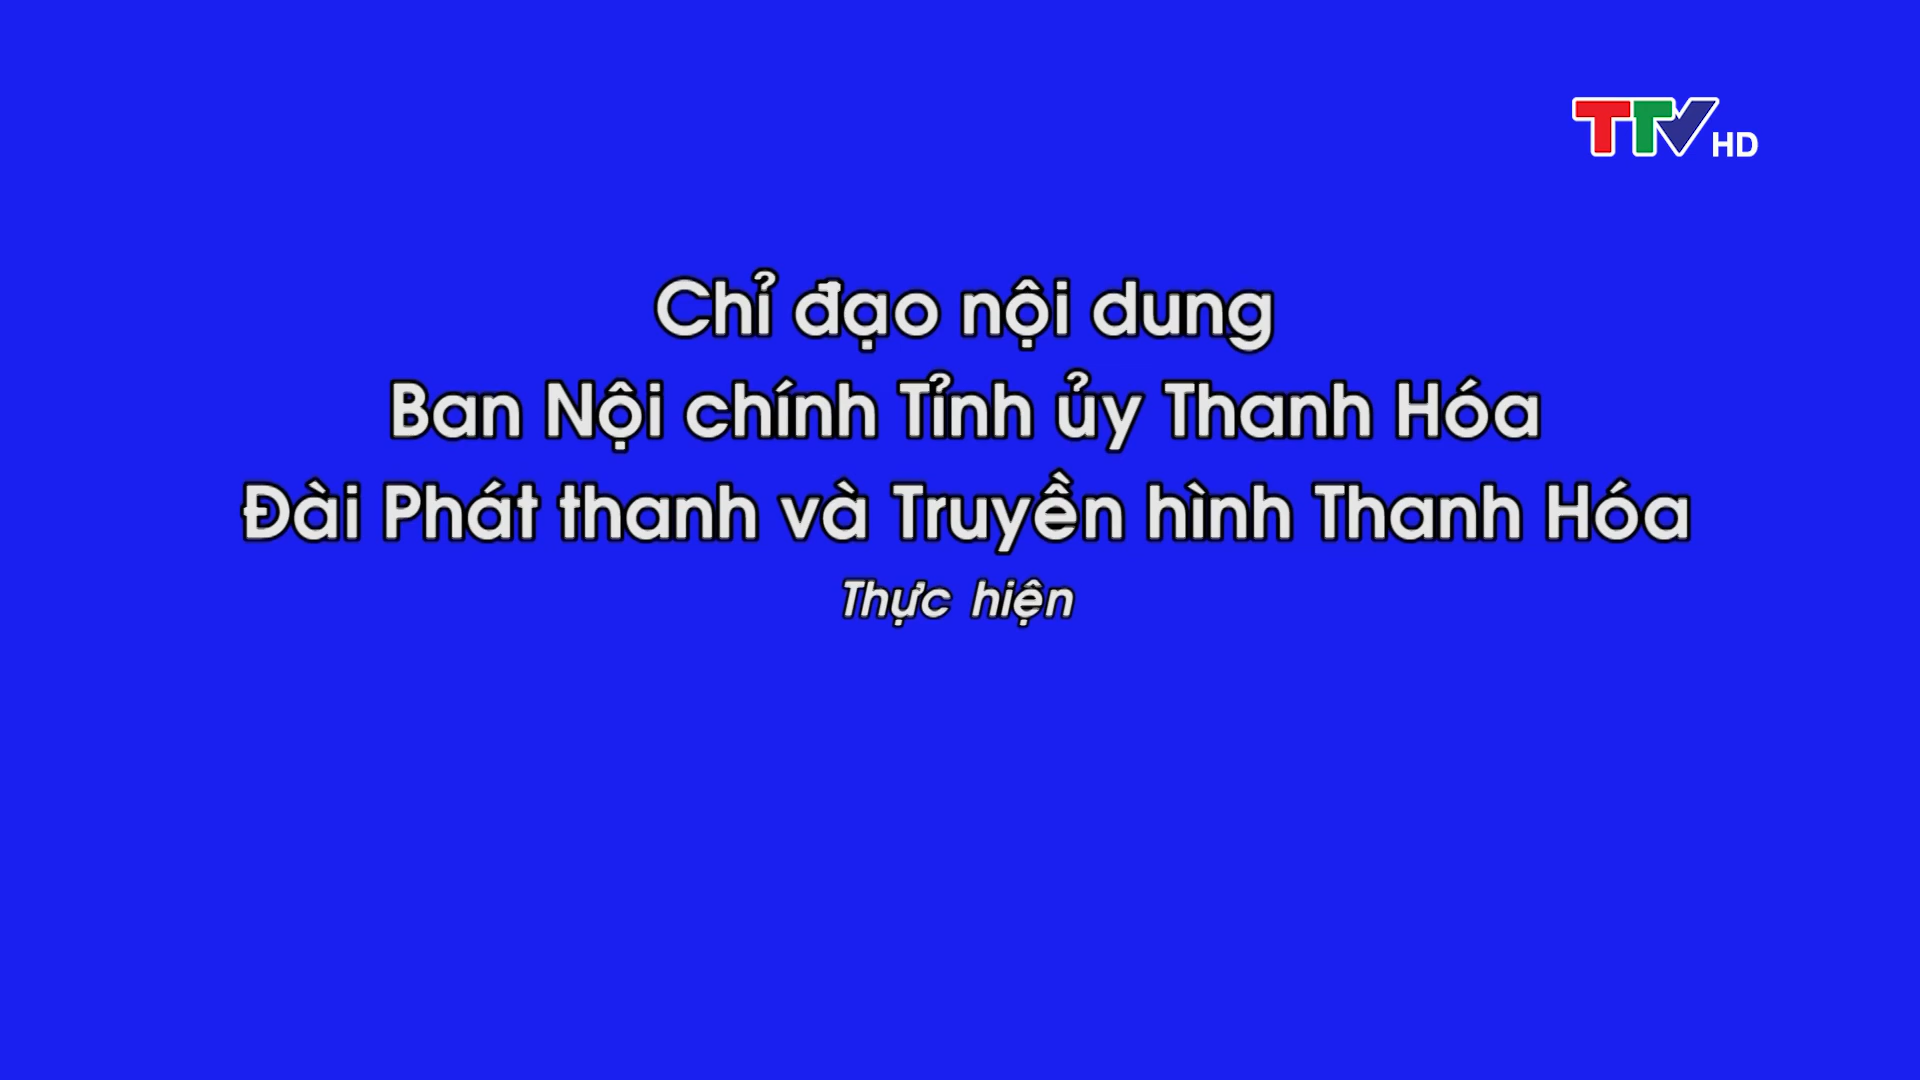 TTV HD
Chỉ đạo nội dung
Ban Nội chính Tỉnh ủy Thanh Hóa
Đài Phát thanh và Truyền hình Thanh Hóa
Thực hiện